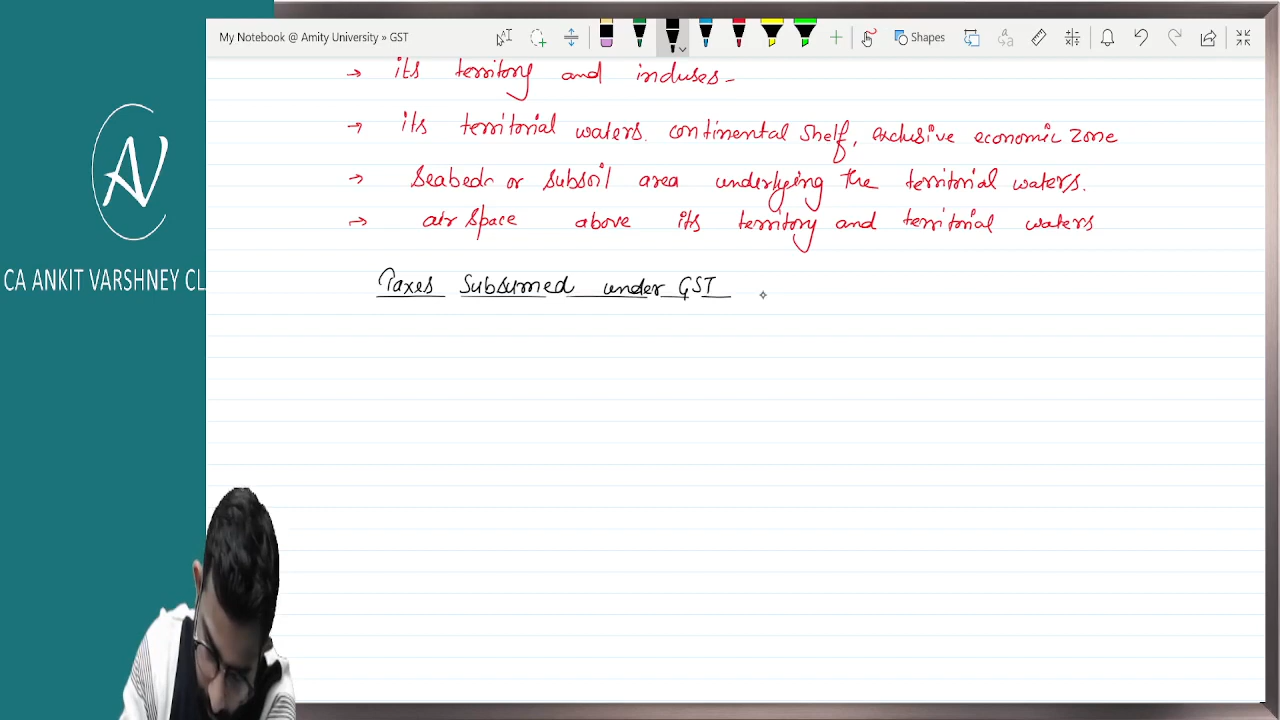 My Notebook @ Amity University » GST
Shapes
→ its territory and induses -
→ its territorial waters. continental shelf, exclusive economic zone
→ Seabed or subsoil area underlying the territorial waters.
→ air space above its territory and territorial waters
CA ANKIT VARSHNEY CL
Taxes Subsumed under GST